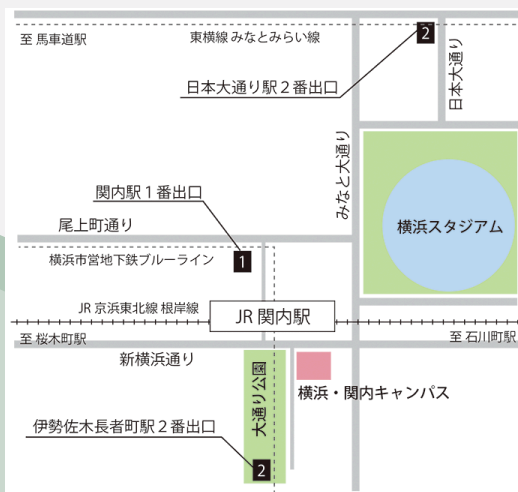 至 馬車道駅
東横線 みなとみらい線
2
日本大通り駅２番出口
日本大通り
みなと大通り
関内駅１番出口
尾上町通り
横浜スタジアム
横浜市営地下鉄ブルーライン
1
JR 京浜東北線 根岸線
JR 関内駅
至 桜木町駅
至 石川町駅
新横浜通り
大通り公園
横浜・関内キャンパス
伊勢佐木長者町駅２番出口
2